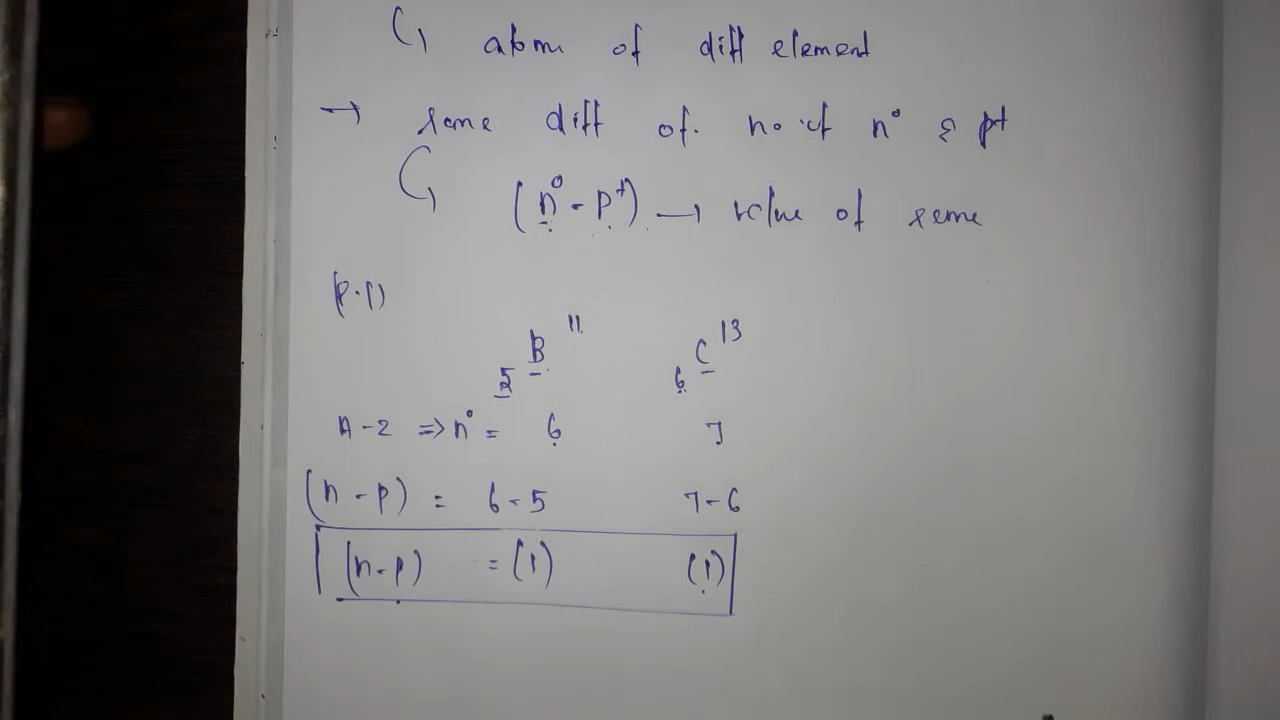 ↳ atom of diff element
→ same diff of no. of n° & p+
↳ (n° - p+) → value of same
B 11 C 13
5 6
A - Z ⇒ n° = 6 7
(n - p) = 6 - 5 7 - 6
(n - p) = (1) (1)